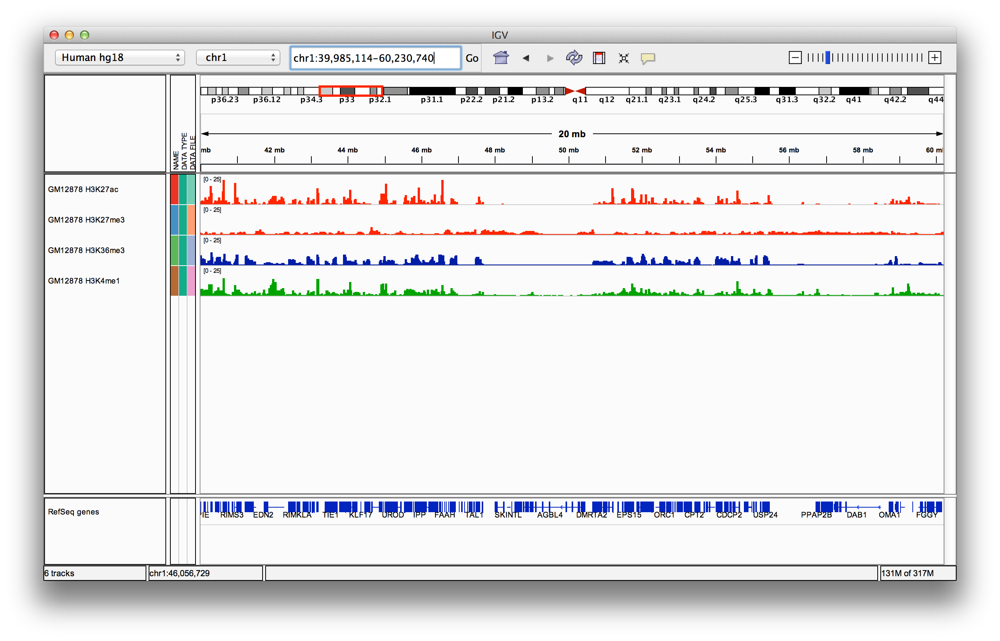 IGV
Human hg18 chr1 chr1:39,985,114-60,230,740 Go
p36.23 p36.12 p34.3 p33 p32.1 p31.1 p22.2 p21.2 p13.2 q11 q12 q21.1 q23.1 q24.2 q25.3 q31.3 q32.2 q41 q42.2 q44
20 mb
mb 42 mb 44 mb 46 mb 48 mb 50 mb 52 mb 54 mb 56 mb 58 mb 60 m
NAME
DATA TYPE
DATA FILE
[0 - 25]
GM12878 H3K27ac
[0 - 25]
GM12878 H3K27me3
[0 - 25]
GM12878 H3K36me3
[0 - 25]
GM12878 H3K4me1
RefSeq genes
IE RIMS3 EDN2 RIMKLA TIE1 KLF17 UROD IPP FAAH TAL1 SKINTL AGBL4 DMRTA2 EPS15 ORC1 CPT2 CDCP2 USP24 PPAP2B DAB1 OMA1 FGGY
6 tracks chr1:46,056,729 131M of 317M